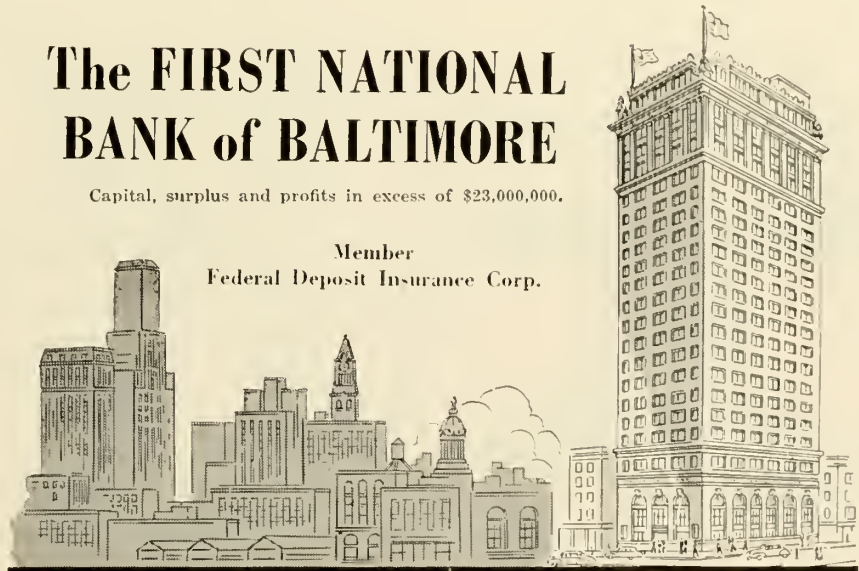 The FIRST NATIONAL
BANK of BALTIMORE
Capital, surplus and profits in excess of $23,000,000.
Member
Federal Deposit Insurance Corp.